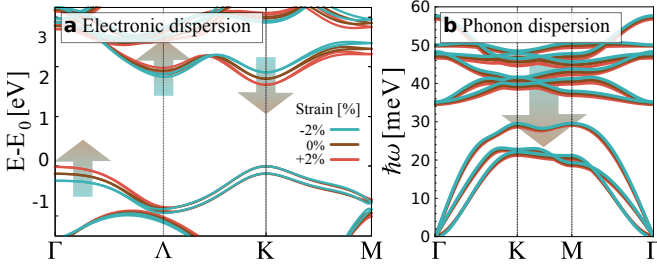 a Electronic dispersion
E-E0 [eV]
3
2
1
0
-1
Strain [%]
-2%
0%
+2%
Γ Λ K M
b Phonon dispersion
ℏω [meV]
60
50
40
30
20
10
0
Γ K M Γ